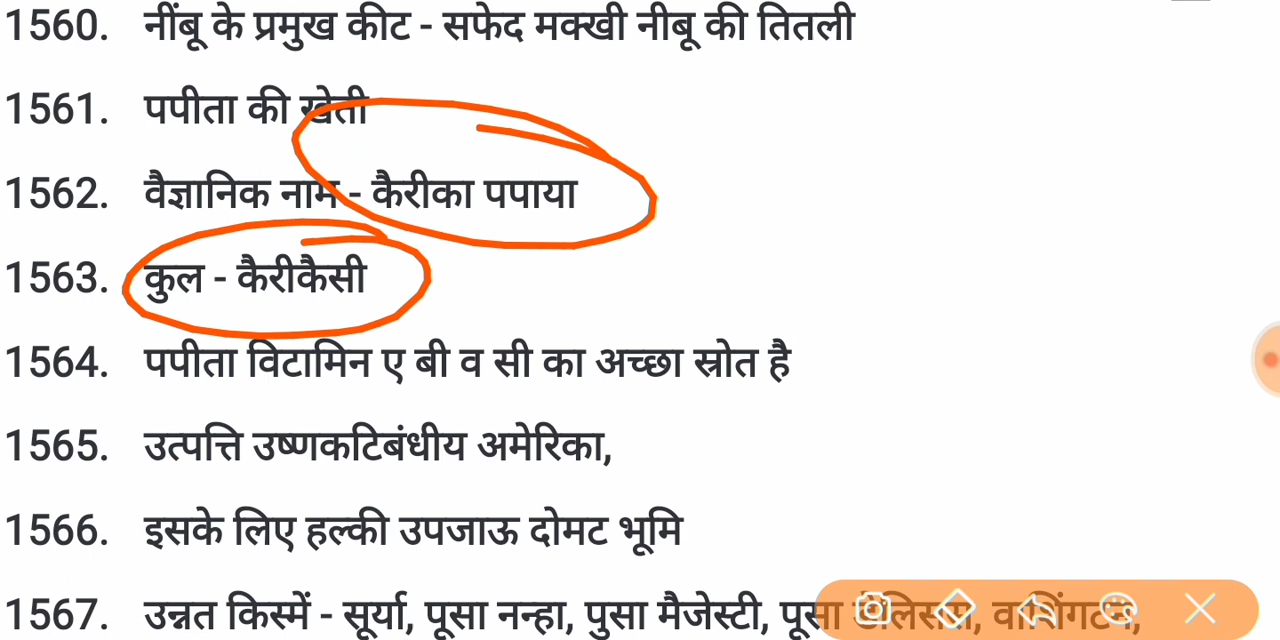 1560. नींबू के प्रमुख कीट - सफेद मक्खी नीबू की तितली
1561. पपीता की खेती
1562. वैज्ञानिक नाम - कैरीका पपाया
1563. कुल - कैरीकैसी
1564. पपीता विटामिन ए बी व सी का अच्छा स्रोत है
1565. उत्पत्ति उष्णकटिबंधीय अमेरिका,
1566. इसके लिए हल्की उपजाऊ दोमट भूमि
1567. उन्नत किस्में - सूर्या, पूसा नन्हा, पुसा मैजेस्टी, पूसा